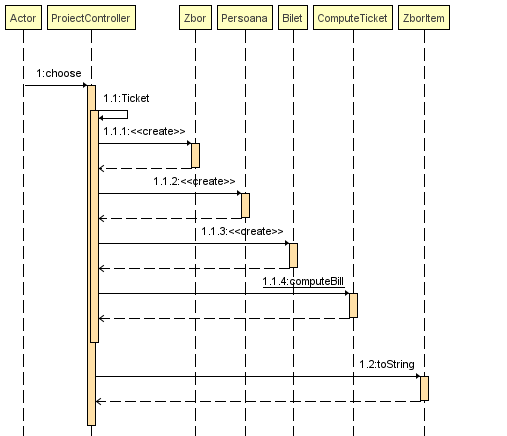 Actor ProiectController Zbor Persoana Bilet ComputeTicket ZborItem
1:choose
1.1:Ticket
1.1.1:<<create>>
1.1.2:<<create>>
1.1.3:<<create>>
1.1.4:computeBill
1.2:toString